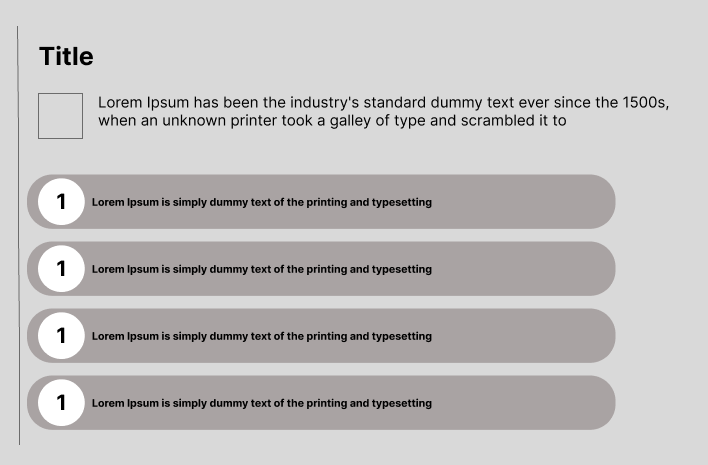 Title
Lorem Ipsum has been the industry's standard dummy text ever since the 1500s,
when an unknown printer took a galley of type and scrambled it to
1 Lorem Ipsum is simply dummy text of the printing and typesetting
1 Lorem Ipsum is simply dummy text of the printing and typesetting
1 Lorem Ipsum is simply dummy text of the printing and typesetting
1 Lorem Ipsum is simply dummy text of the printing and typesetting